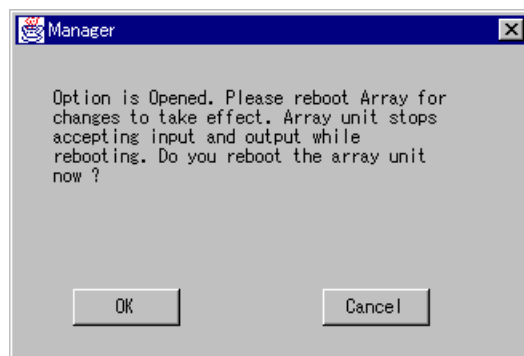 Manager
Option is Opened. Please reboot Array for
changes to take effect. Array unit stops
accepting input and output while
rebooting. Do you reboot the array unit
now ?
OK
Cancel